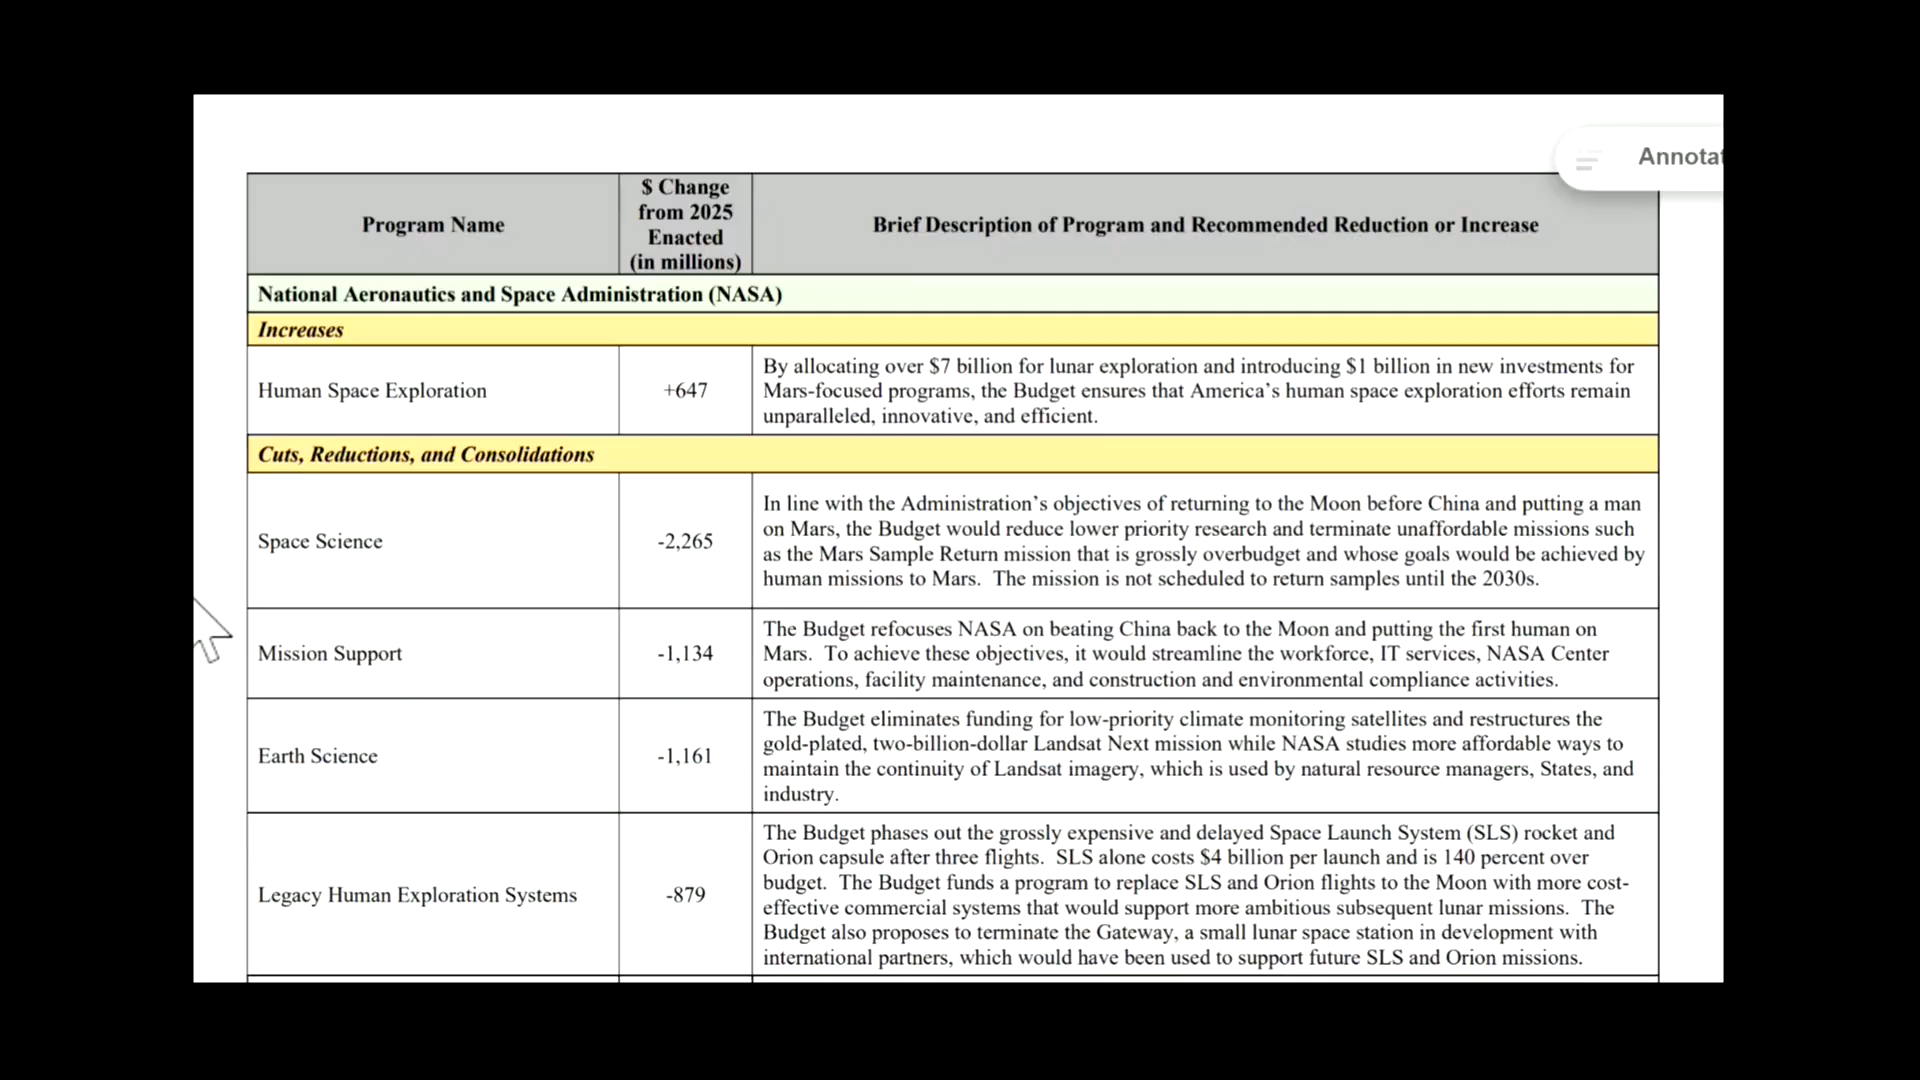 Annotat
Program Name
$ Change
from 2025
Enacted
(in millions)
Brief Description of Program and Recommended Reduction or Increase
National Aeronautics and Space Administration (NASA)
Increases
Human Space Exploration
+647
By allocating over $7 billion for lunar exploration and introducing $1 billion in new investments for
Mars-focused programs, the Budget ensures that America’s human space exploration efforts remain
unparalleled, innovative, and efficient.
Cuts, Reductions, and Consolidations
Space Science
-2,265
In line with the Administration’s objectives of returning to the Moon before China and putting a man
on Mars, the Budget would reduce lower priority research and terminate unaffordable missions such
as the Mars Sample Return mission that is grossly overbudget and whose goals would be achieved by
human missions to Mars.  The mission is not scheduled to return samples until the 2030s.
Mission Support
-1,134
The Budget refocuses NASA on beating China back to the Moon and putting the first human on
Mars.  To achieve these objectives, it would streamline the workforce, IT services, NASA Center
operations, facility maintenance, and construction and environmental compliance activities.
Earth Science
-1,161
The Budget eliminates funding for low-priority climate monitoring satellites and restructures the
gold-plated, two-billion-dollar Landsat Next mission while NASA studies more affordable ways to
maintain the continuity of Landsat imagery, which is used by natural resource managers, States, and
industry.
Legacy Human Exploration Systems
-879
The Budget phases out the grossly expensive and delayed Space Launch System (SLS) rocket and
Orion capsule after three flights.  SLS alone costs $4 billion per launch and is 140 percent over
budget.  The Budget funds a program to replace SLS and Orion flights to the Moon with more cost-
effective commercial systems that would support more ambitious subsequent lunar missions.  The
Budget also proposes to terminate the Gateway, a small lunar space station in development with
international partners, which would have been used to support future SLS and Orion missions.